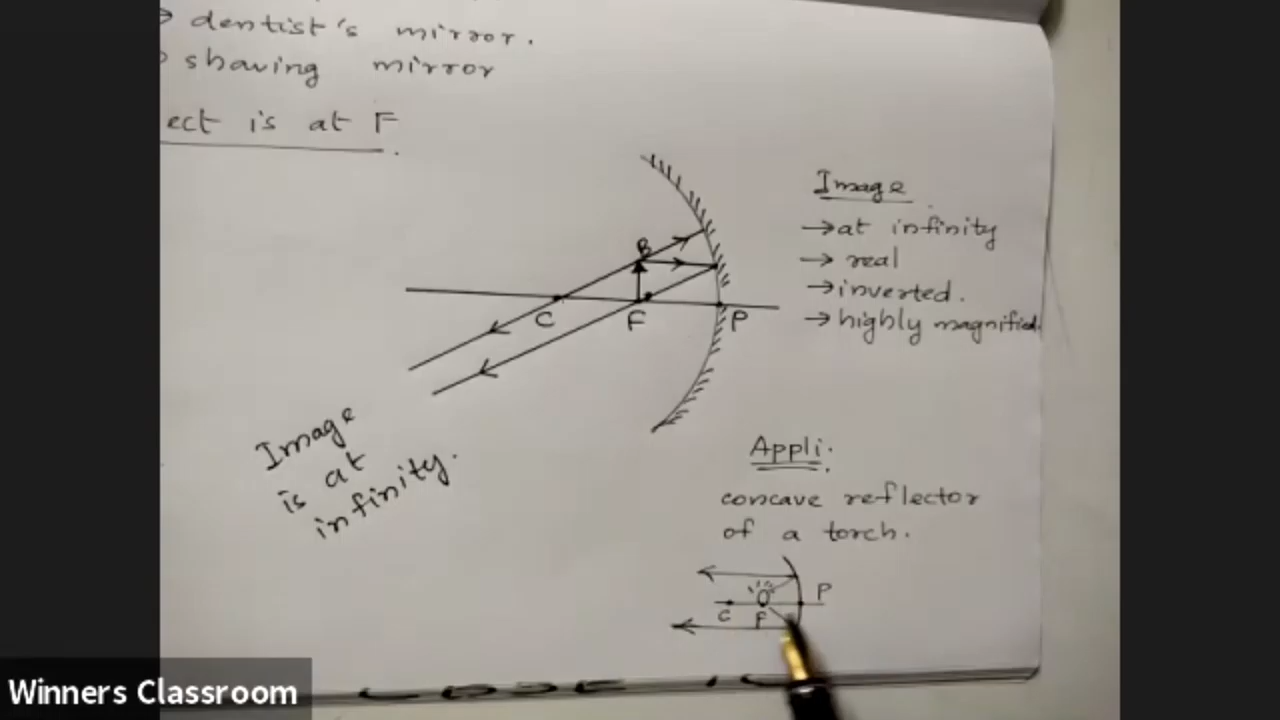 dentist's mirror.
shaving mirror
ect is at F.
Image
→at infinity
→ real
→inverted.
→highly magnified.
B
C F P
Image
is at
infinity.
Appli:
concave reflector
of a torch.
P
C F
Winners Classroom